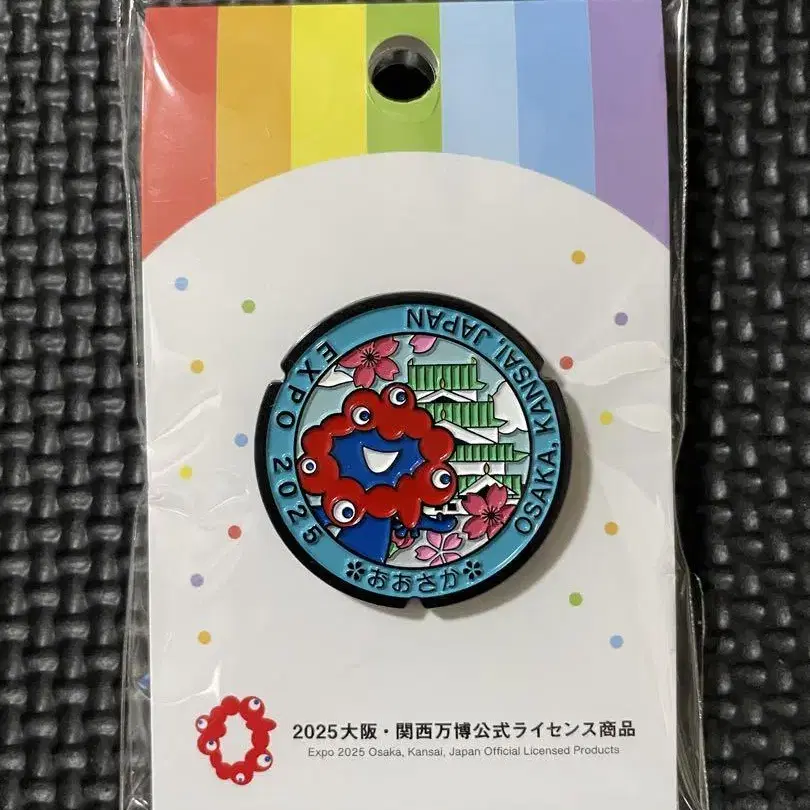 EXPO 2025
OSAKA, KANSAI, JAPAN
おおさか
2025大阪・関西万博公式ライセンス商品
Expo 2025 Osaka, Kansai, Japan Official Licensed Products